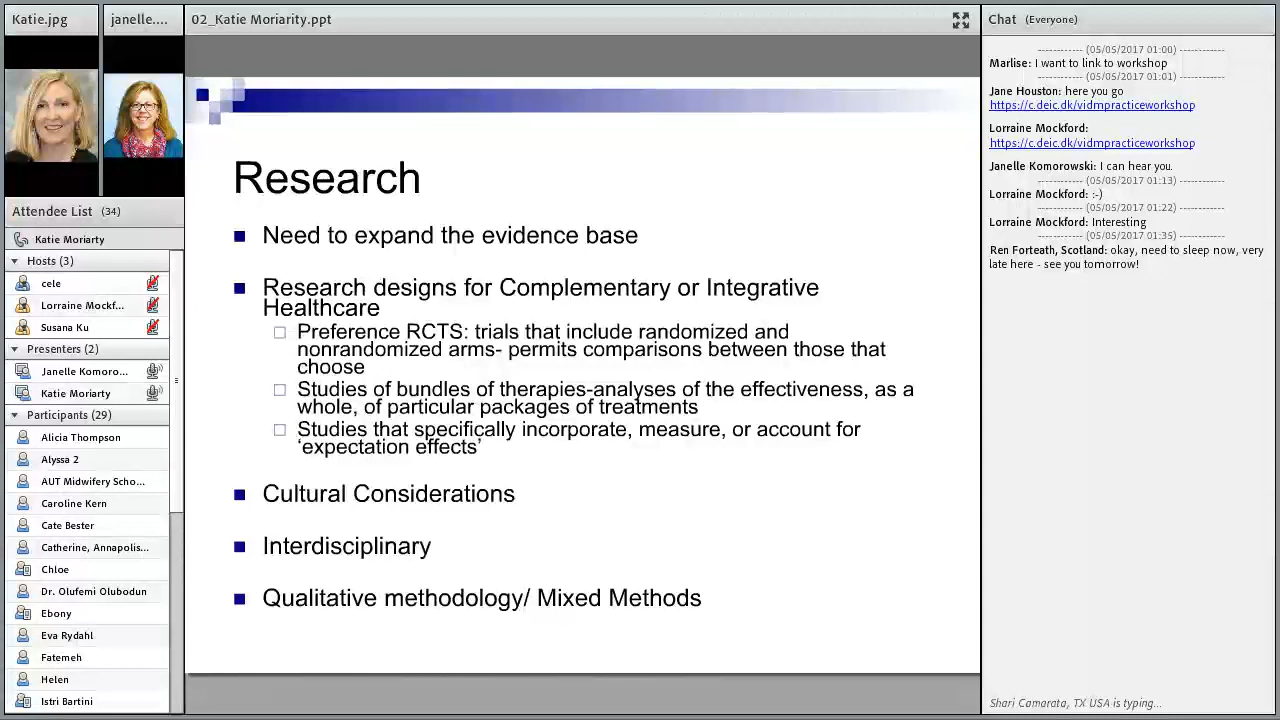 Katie.jpg
janelle....
02_Katie Moriarity.ppt
Attendee List (34)
Katie Moriarty
Hosts (3)
cele
Lorraine Mockf...
Susana Ku
Presenters (2)
Janelle Komoro...
Katie Moriarty
Participants (29)
Alicia Thompson
Alyssa 2
AUT Midwifery Scho...
Caroline Kern
Cate Bester
Catherine, Annapolis...
Chloe
Dr. Olufemi Olubodun
Ebony
Eva Rydahl
Fatemeh
Helen
Istri Bartini
Research
Need to expand the evidence base
Research designs for Complementary or Integrative
Healthcare
Preference RCTS: trials that include randomized and
nonrandomized arms- permits comparisons between those that
choose
Studies of bundles of therapies-analyses of the effectiveness, as a
whole, of particular packages of treatments
Studies that specifically incorporate, measure, or account for
‘expectation effects’
Cultural Considerations
Interdisciplinary
Qualitative methodology/ Mixed Methods
Chat (Everyone)
------------ (05/05/2017 01:00) ------------
Marlise: I want to link to workshop
------------ (05/05/2017 01:01) ------------
Jane Houston: here you go
https://c.deic.dk/vidmpracticeworkshop
Lorraine Mockford:
https://c.deic.dk/vidmpracticeworkshop
Janelle Komorowski: I can hear you.
------------ (05/05/2017 01:13) ------------
Lorraine Mockford: :-)
------------ (05/05/2017 01:22) ------------
Lorraine Mockford: Interesting
------------ (05/05/2017 01:35) ------------
Ren Forteath, Scotland: okay, need to sleep now, very
late here - see you tomorrow!
Shari Camarata, TX USA is typing...